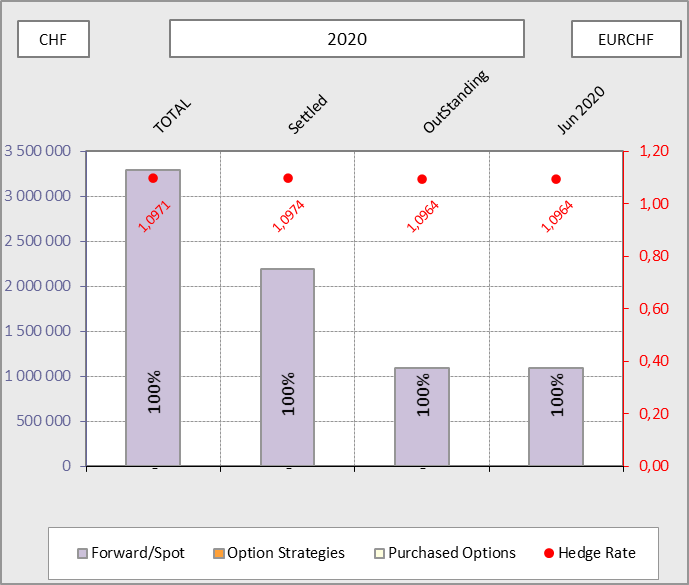 CHF 2020 EURCHF
TOTAL Settled OutStanding Jun 2020
3 500 000 1,20
3 000 000 1,00
2 500 000 0,80
2 000 000 0,60
1 500 000 0,40
1 000 000 0,20
500 000 0,00
0
1,0971 1,0974 1,0964 1,0964
100% 100% 100% 100%
- - -
Forward/Spot Option Strategies Purchased Options Hedge Rate